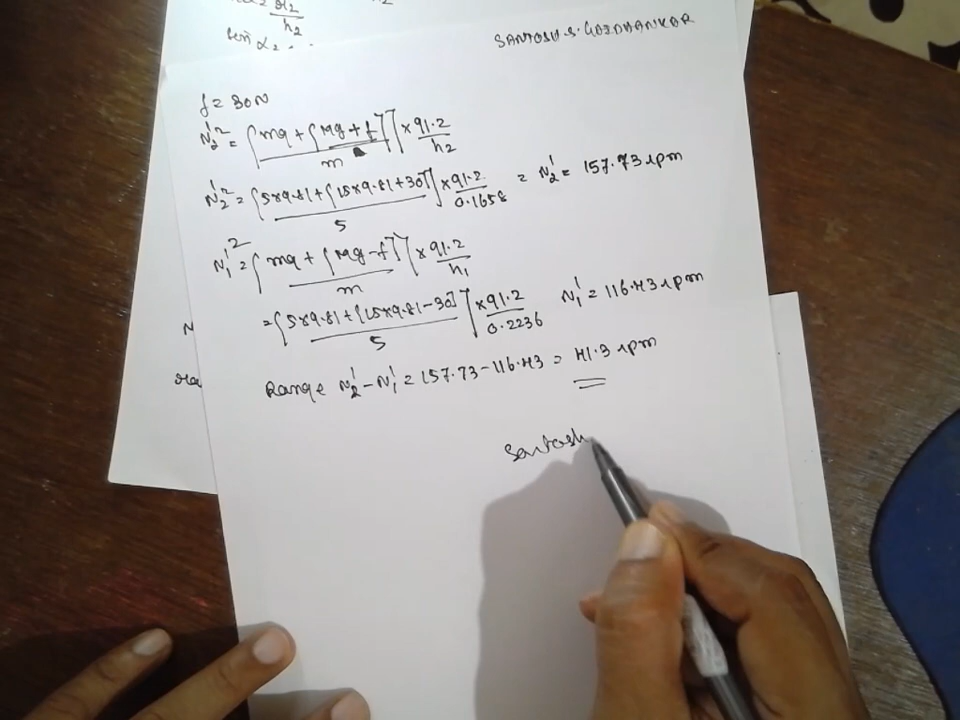 h2
SANTOSH S. GAIDHANKAR
f = 30N
N2'² = [mg + [Mg + f] / m] × 91.2 / h2
N2'² = [5×9.81 + [15×9.81+30] / 5] × 91.2 / 0.1658 = N2' = 157.73 rpm
N1'² = [mg + [Mg - f] / m] × 91.2 / h1
= [5×9.81 + [15×9.81-30] / 5] × 91.2 / 0.2236 N1' = 116.43 rpm
Range N2' - N1' = 157.73 - 116.43 = 41.3 rpm
Santosh